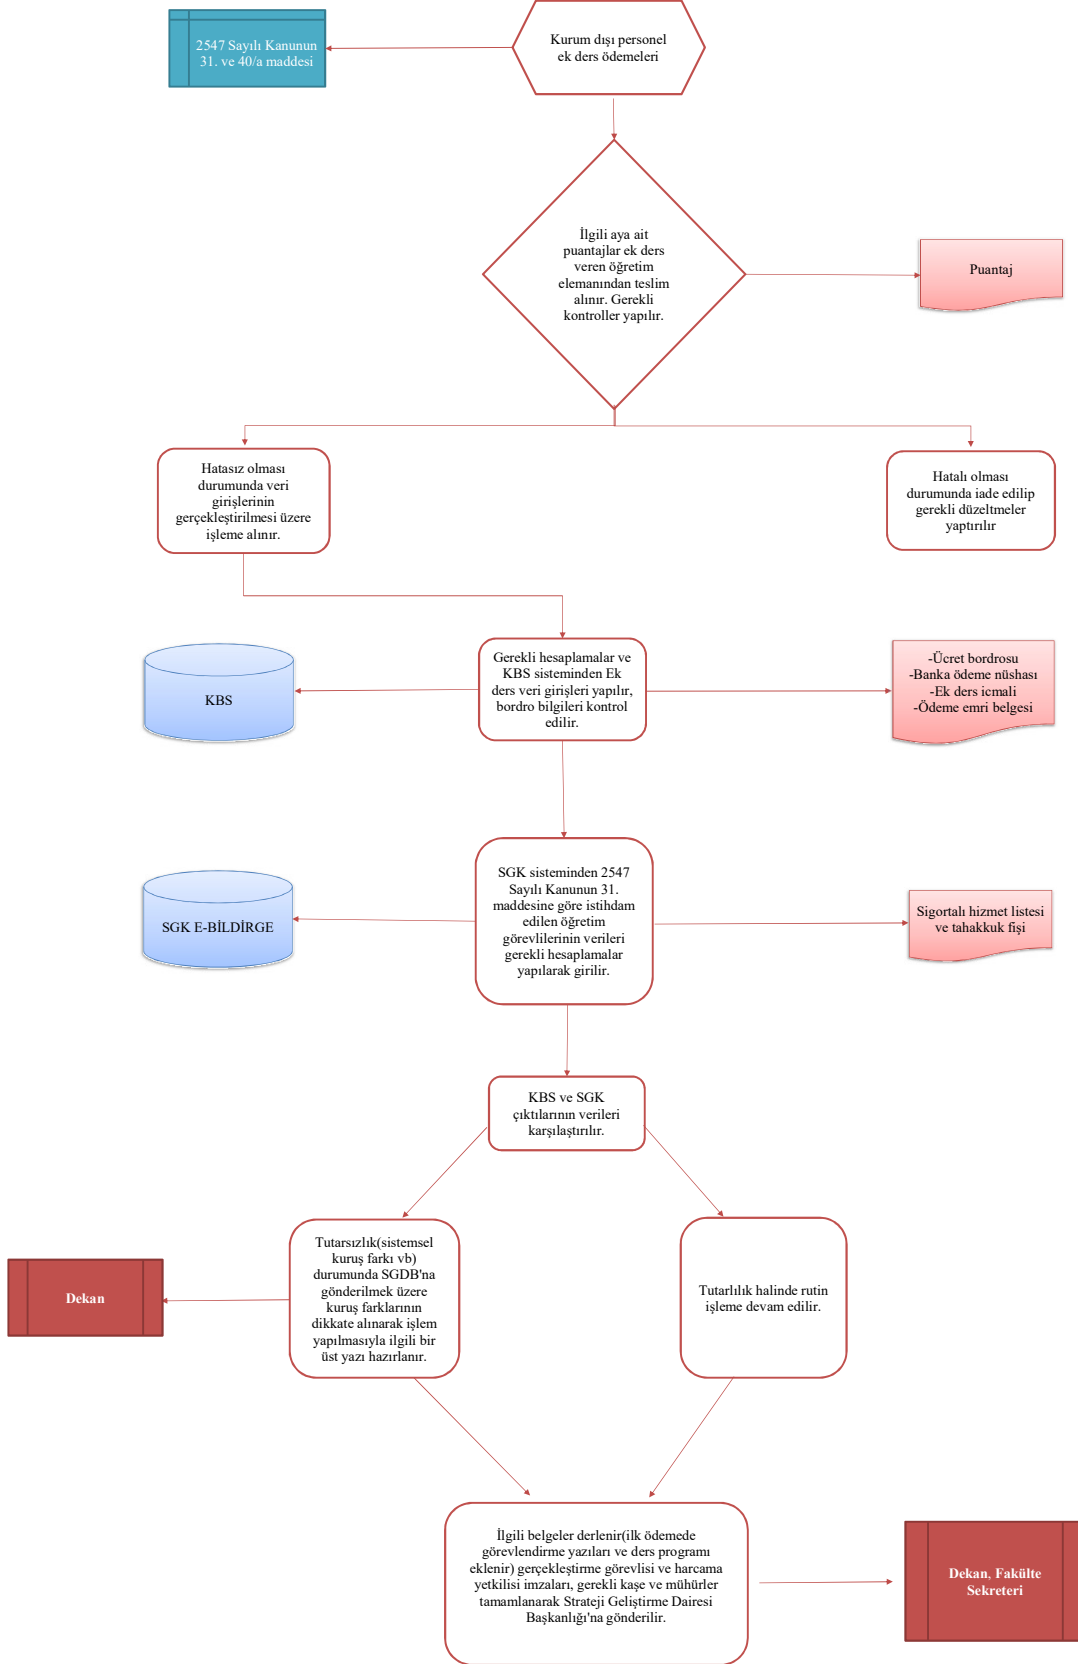 2547 Sayılı Kanunun
31. ve 40/a maddesi
Kurum dışı personel
ek ders ödemeleri
İlgili aya ait
puantajlar ek ders
veren öğretim
elemanından teslim
alınır. Gerekli
kontroller yapılır.
Puantaj
Hatasız olması
durumunda veri
girişlerinin
gerçekleştirilmesi üzere
işleme alınır.
Hatalı olması
durumunda iade edilip
gerekli düzeltmeler
yaptırılır
KBS
Gerekli hesaplamalar ve
KBS sisteminden Ek
ders veri girişleri yapılır,
bordro bilgileri kontrol
edilir.
-Ücret bordrosu
-Banka ödeme nüshası
-Ek ders icmali
-Ödeme emri belgesi
SGK E-BİLDİRGE
SGK sisteminden 2547
Sayılı Kanunun 31.
maddesine göre istihdam
edilen öğretim
görevlilerinin verileri
gerekli hesaplamalar
yapılarak girilir.
Sigortalı hizmet listesi
ve tahakkuk fişi
KBS ve SGK
çıktılarının verileri
karşılaştırılır.
Dekan
Tutarsızlık(sistemsel
kuruş farkı vb)
durumunda SGDB'na
gönderilmek üzere
kuruş farklarının
dikkate alınarak işlem
yapılmasıyla ilgili bir
üst yazı hazırlanır.
Tutarlılık halinde rutin
işleme devam edilir.
İlgili belgeler derlenir(ilk ödemede
görevlendirme yazıları ve ders programı
eklenir) gerçekleştirme görevlisi ve harcama
yetkilisi imzaları, gerekli kaşe ve mühürler
tamamlanarak Strateji Geliştirme Dairesi
Başkanlığı'na gönderilir.
Dekan, Fakülte
Sekreteri